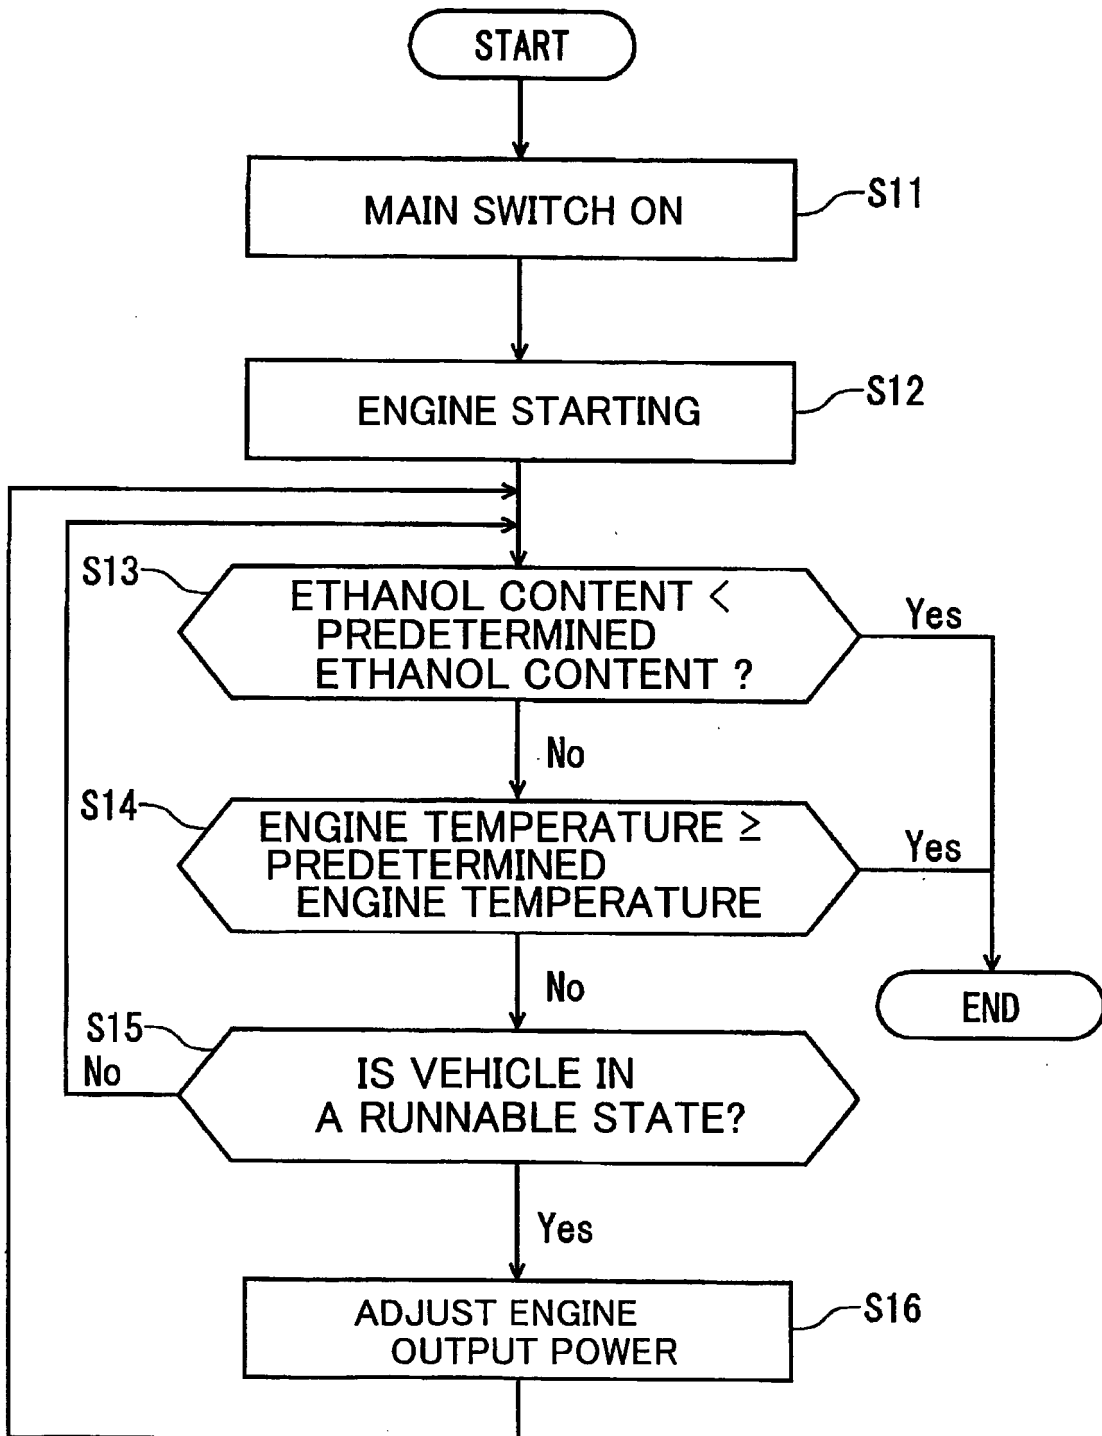 START
MAIN SWITCH ON
S11
ENGINE STARTING
S12
S13
ETHANOL CONTENT <
PREDETERMINED
ETHANOL CONTENT ?
Yes
No
S14
ENGINE TEMPERATURE ≥
PREDETERMINED
ENGINE TEMPERATURE
Yes
No
END
S15
No
IS VEHICLE IN
A RUNNABLE STATE?
Yes
ADJUST ENGINE
OUTPUT POWER
S16